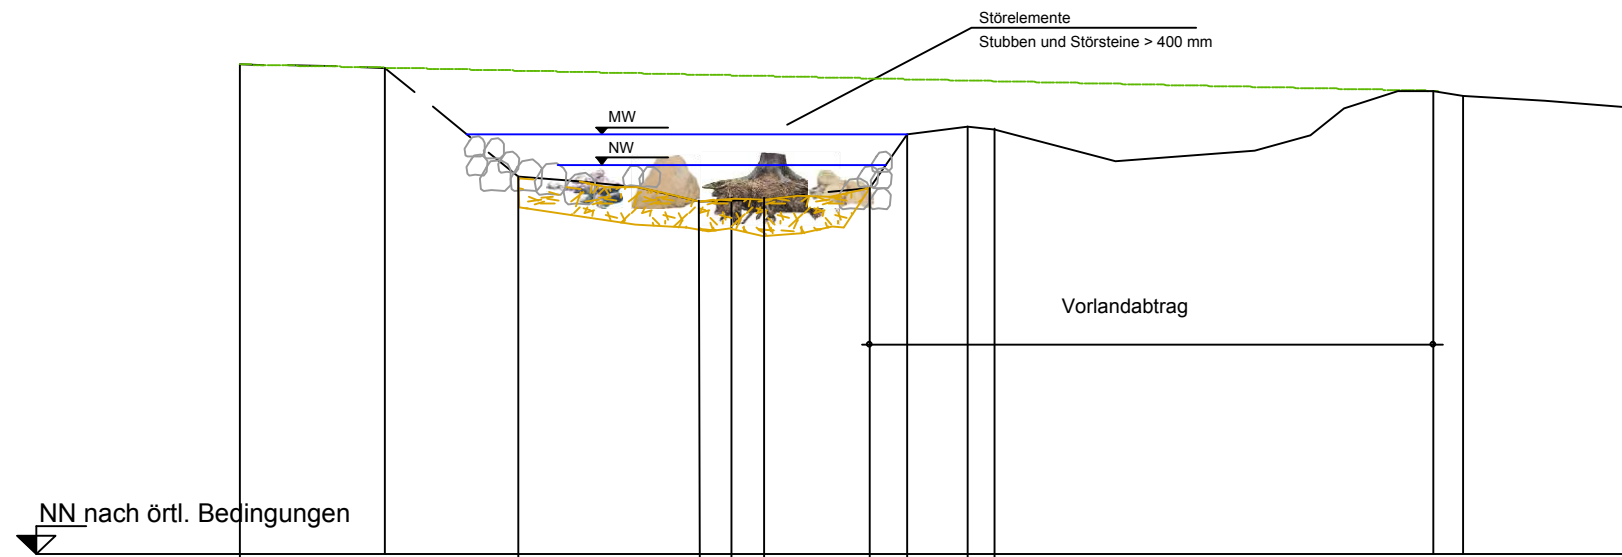 Störelemente
Stubben und Störsteine > 400 mm
MW
NW
Vorlandabtrag
NN nach örtl. Bedingungen